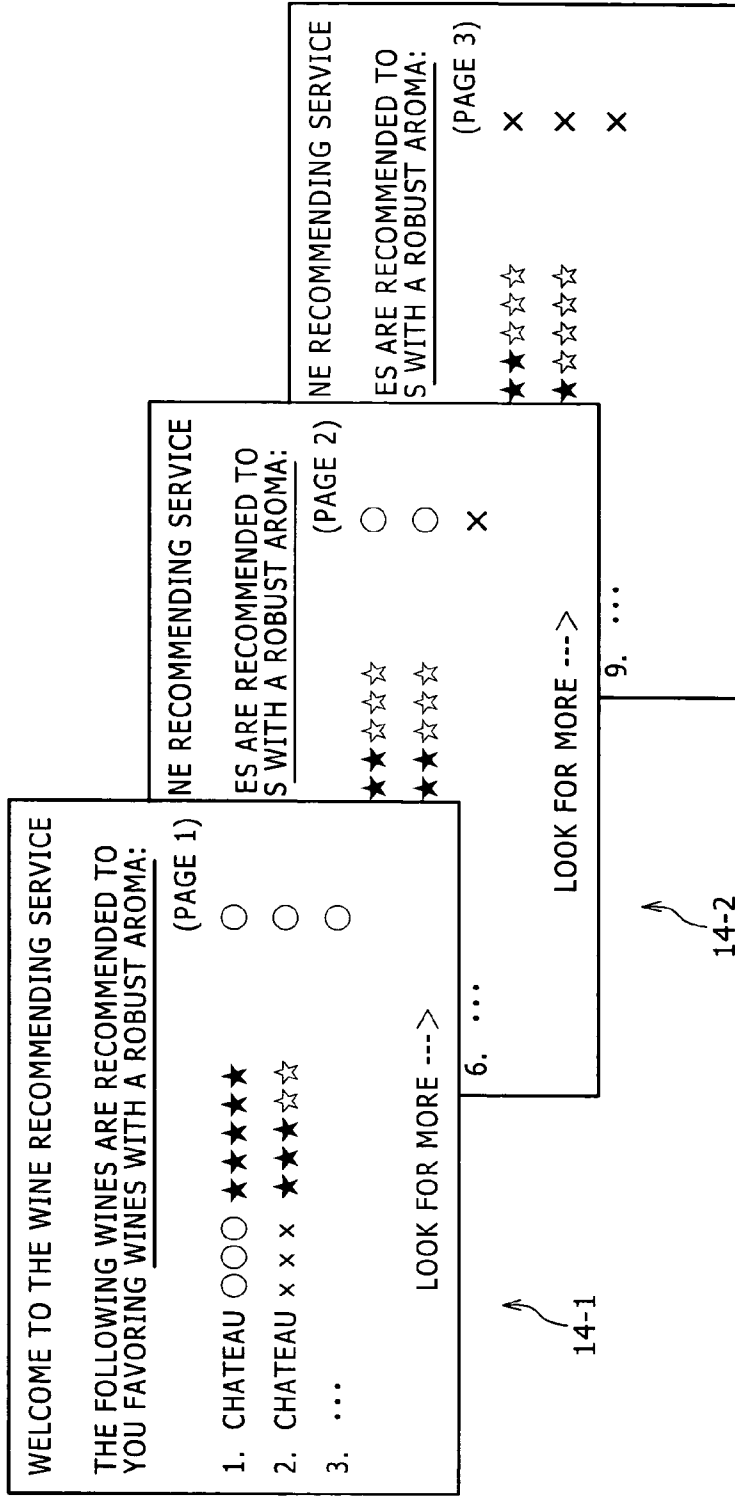 WELCOME TO THE WINE RECOMMENDING SERVICE
THE FOLLOWING WINES ARE RECOMMENDED TO
YOU FAVORING WINES WITH A ROBUST AROMA:
(PAGE 1)
1. CHATEAU ○○○ ★★★★★ ○
2. CHATEAU × × × ★★★☆☆ ○
3. ... ○
LOOK FOR MORE --->
14-1
NE RECOMMENDING SERVICE
ES ARE RECOMMENDED TO
S WITH A ROBUST AROMA:
(PAGE 2)
★★☆☆☆ ○
★★☆☆☆ ○
6. ... ×
LOOK FOR MORE --->
14-2
NE RECOMMENDING SERVICE
ES ARE RECOMMENDED TO
S WITH A ROBUST AROMA:
(PAGE 3)
★★☆☆☆ ×
★☆☆☆☆ ×
9. ... ×